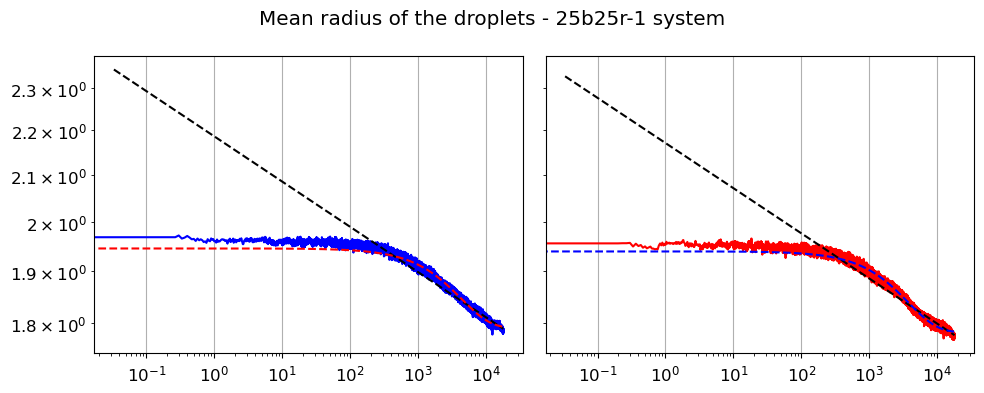 Mean radius of the droplets - 25b25r-1 system
2.3 × 10⁰
2.2 × 10⁰
2.1 × 10⁰
2 × 10⁰
1.9 × 10⁰
1.8 × 10⁰
10⁻¹ 10⁰ 10¹ 10² 10³ 10⁴
10⁻¹ 10⁰ 10¹ 10² 10³ 10⁴